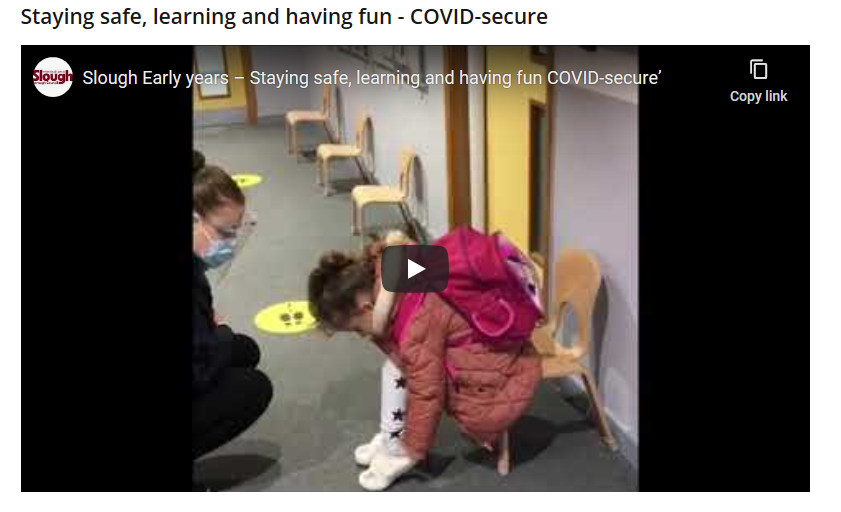 Staying safe, learning and having fun - COVID-secure
Slough
Slough Early years – Staying safe, learning and having fun COVID-secure’
Copy link